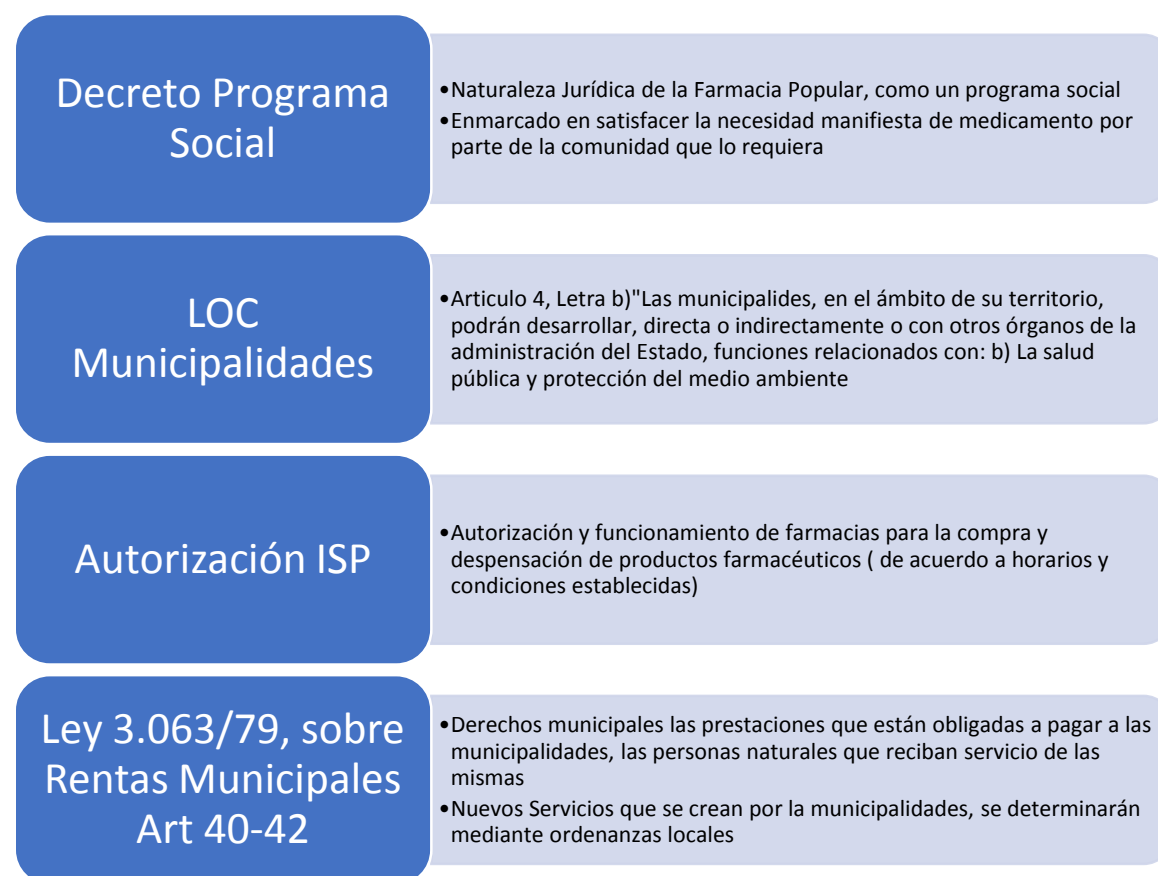 Decreto Programa
Social
•Naturaleza Jurídica de la Farmacia Popular, como un programa social
•Enmarcado en satisfacer la necesidad manifiesta de medicamento por
parte de la comunidad que lo requiera
LOC
Municipalidades
•Articulo 4, Letra b)"Las municipalides, en el ámbito de su territorio,
podrán desarrollar, directa o indirectamente o con otros órganos de la
administración del Estado, funciones relacionados con: b) La salud
pública y protección del medio ambiente
Autorización ISP
•Autorización y funcionamiento de farmacias para la compra y
despensación de productos farmacéuticos ( de acuerdo a horarios y
condiciones establecidas)
Ley 3.063/79, sobre
Rentas Municipales
Art 40-42
•Derechos municipales las prestaciones que están obligadas a pagar a las
municipalidades, las personas naturales que reciban servicio de las
mismas
•Nuevos Servicios que se crean por la municipalidades, se determinarán
mediante ordenanzas locales